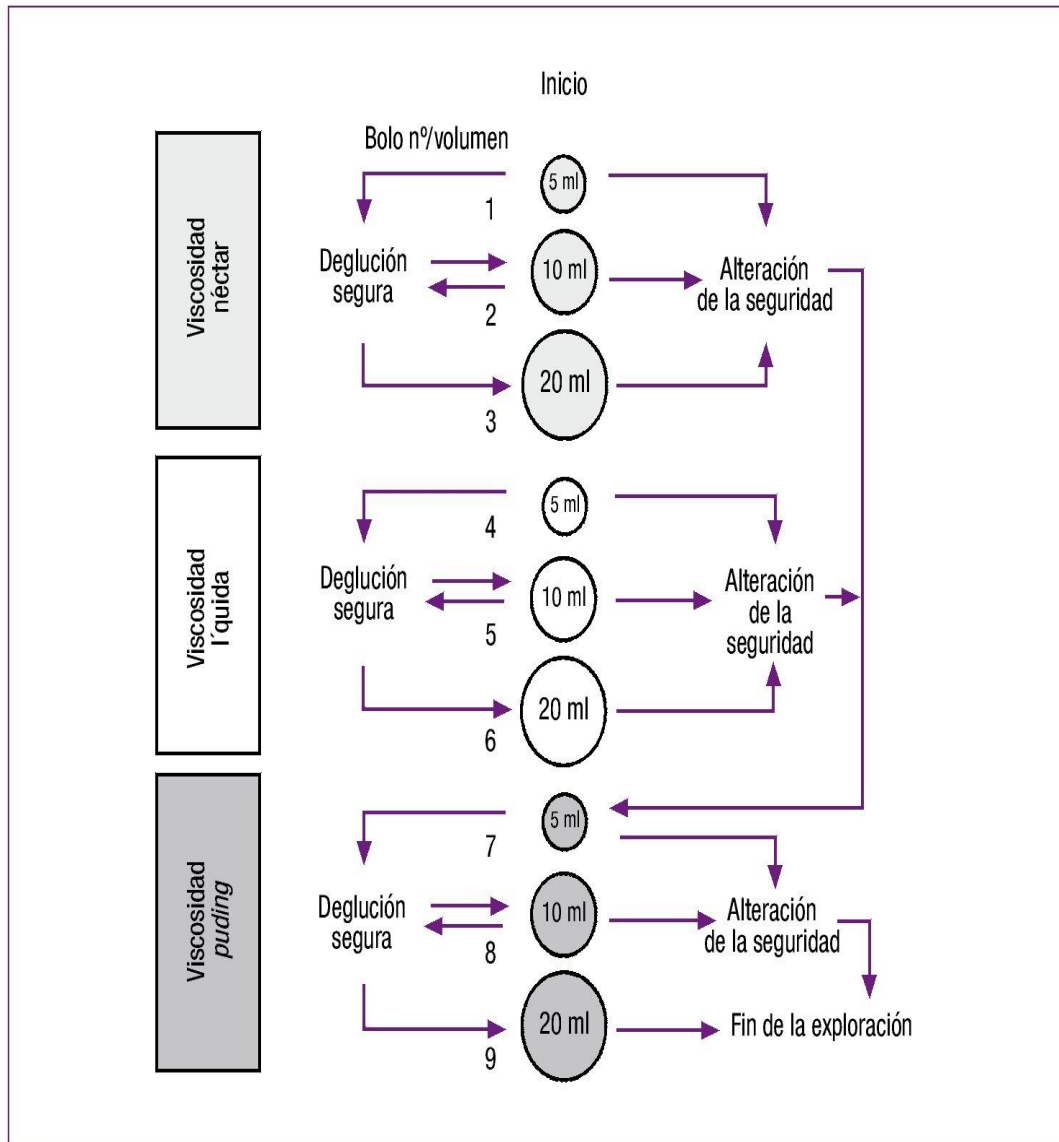 Inicio
Bolo nº/volumen
Viscosidad
néctar
5 ml
1
Deglución
segura
10 ml
Alteración
de la seguridad
2
20 ml
3
Viscosidad
l´quida
5 ml
4
Deglución
segura
10 ml
Alteración
de la
seguridad
5
20 ml
6
Viscosidad
puding
5 ml
7
Deglución
segura
10 ml
Alteración
de la seguridad
8
20 ml
Fin de la exploración
9